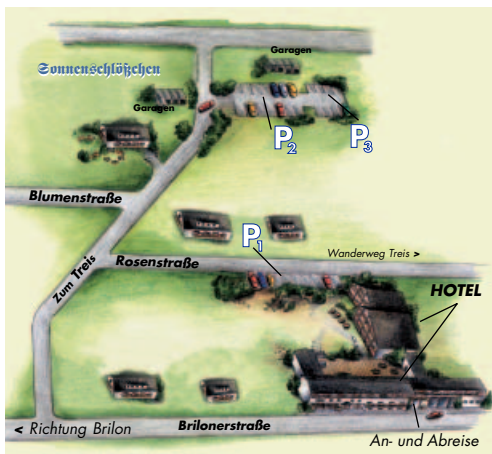 Garagen
Sonnenschlößchen
Garagen
P2
P3
Blumenstraße
P1
Wanderweg Treis >
Rosenstraße
Zum Treis
HOTEL
Brilonerstraße
< Richtung Brilon
An- und Abreise